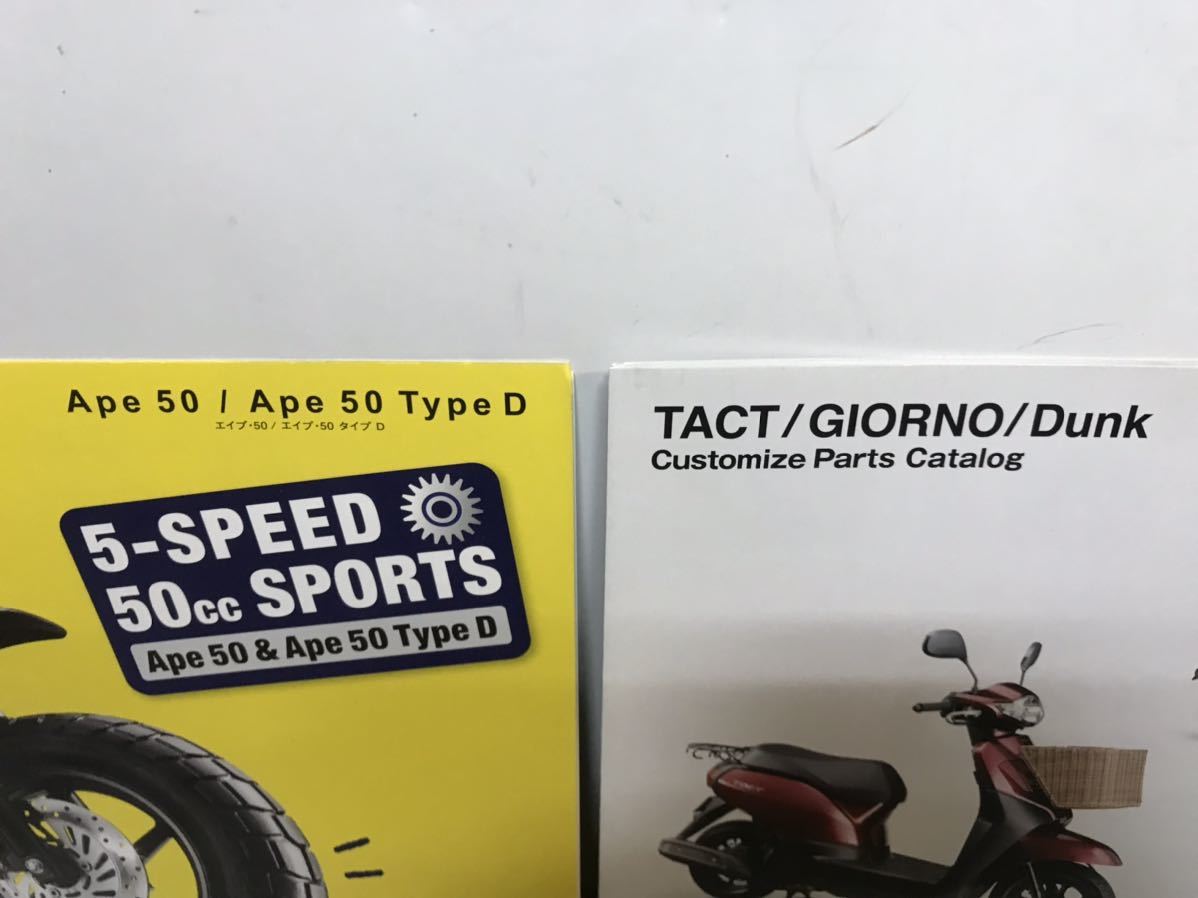 Ape 50 / Ape 50 Type D
エイプ・50 / エイプ・50 タイプ D
5-SPEED
50cc SPORTS
Ape 50 & Ape 50 Type D
TACT/GIORNO/Dunk
Customize Parts Catalog
TACT